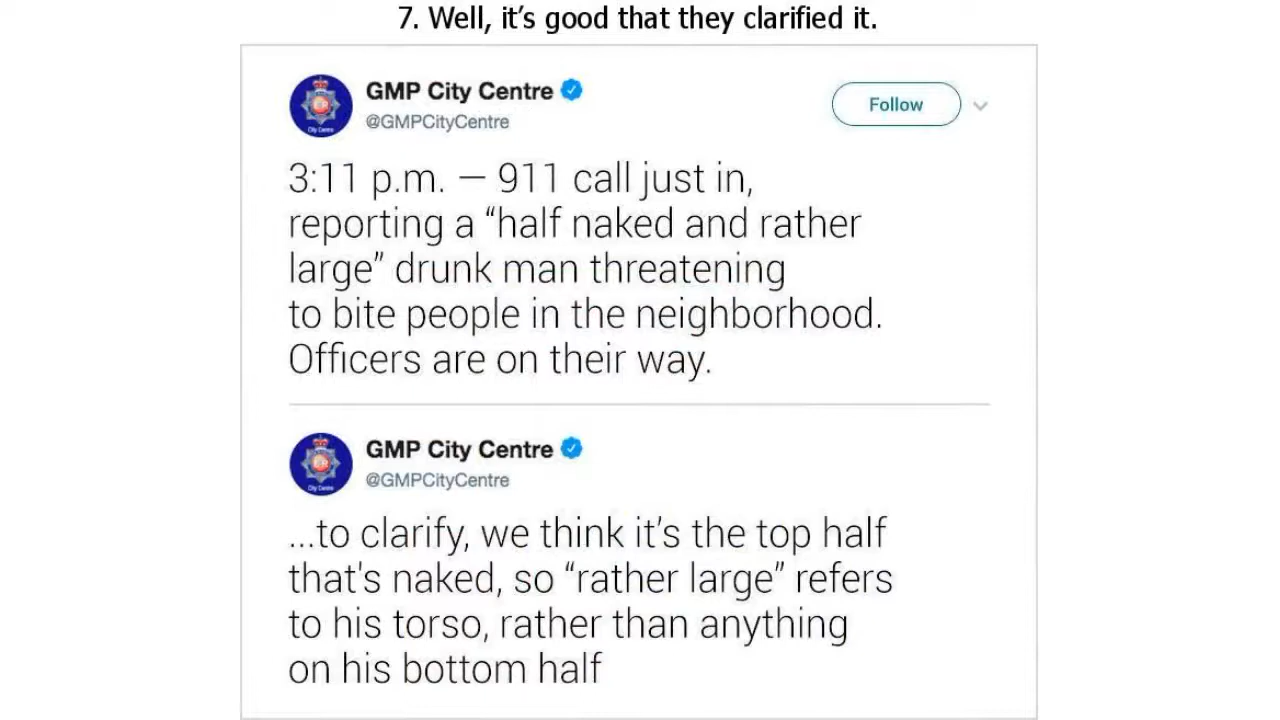 7. Well, it’s good that they clarified it.
GMP City Centre
@GMPCityCentre
Follow
3:11 p.m. — 911 call just in,
reporting a “half naked and rather
large” drunk man threatening
to bite people in the neighborhood.
Officers are on their way.
GMP City Centre
@GMPCityCentre
...to clarify, we think it's the top half
that's naked, so “rather large” refers
to his torso, rather than anything
on his bottom half